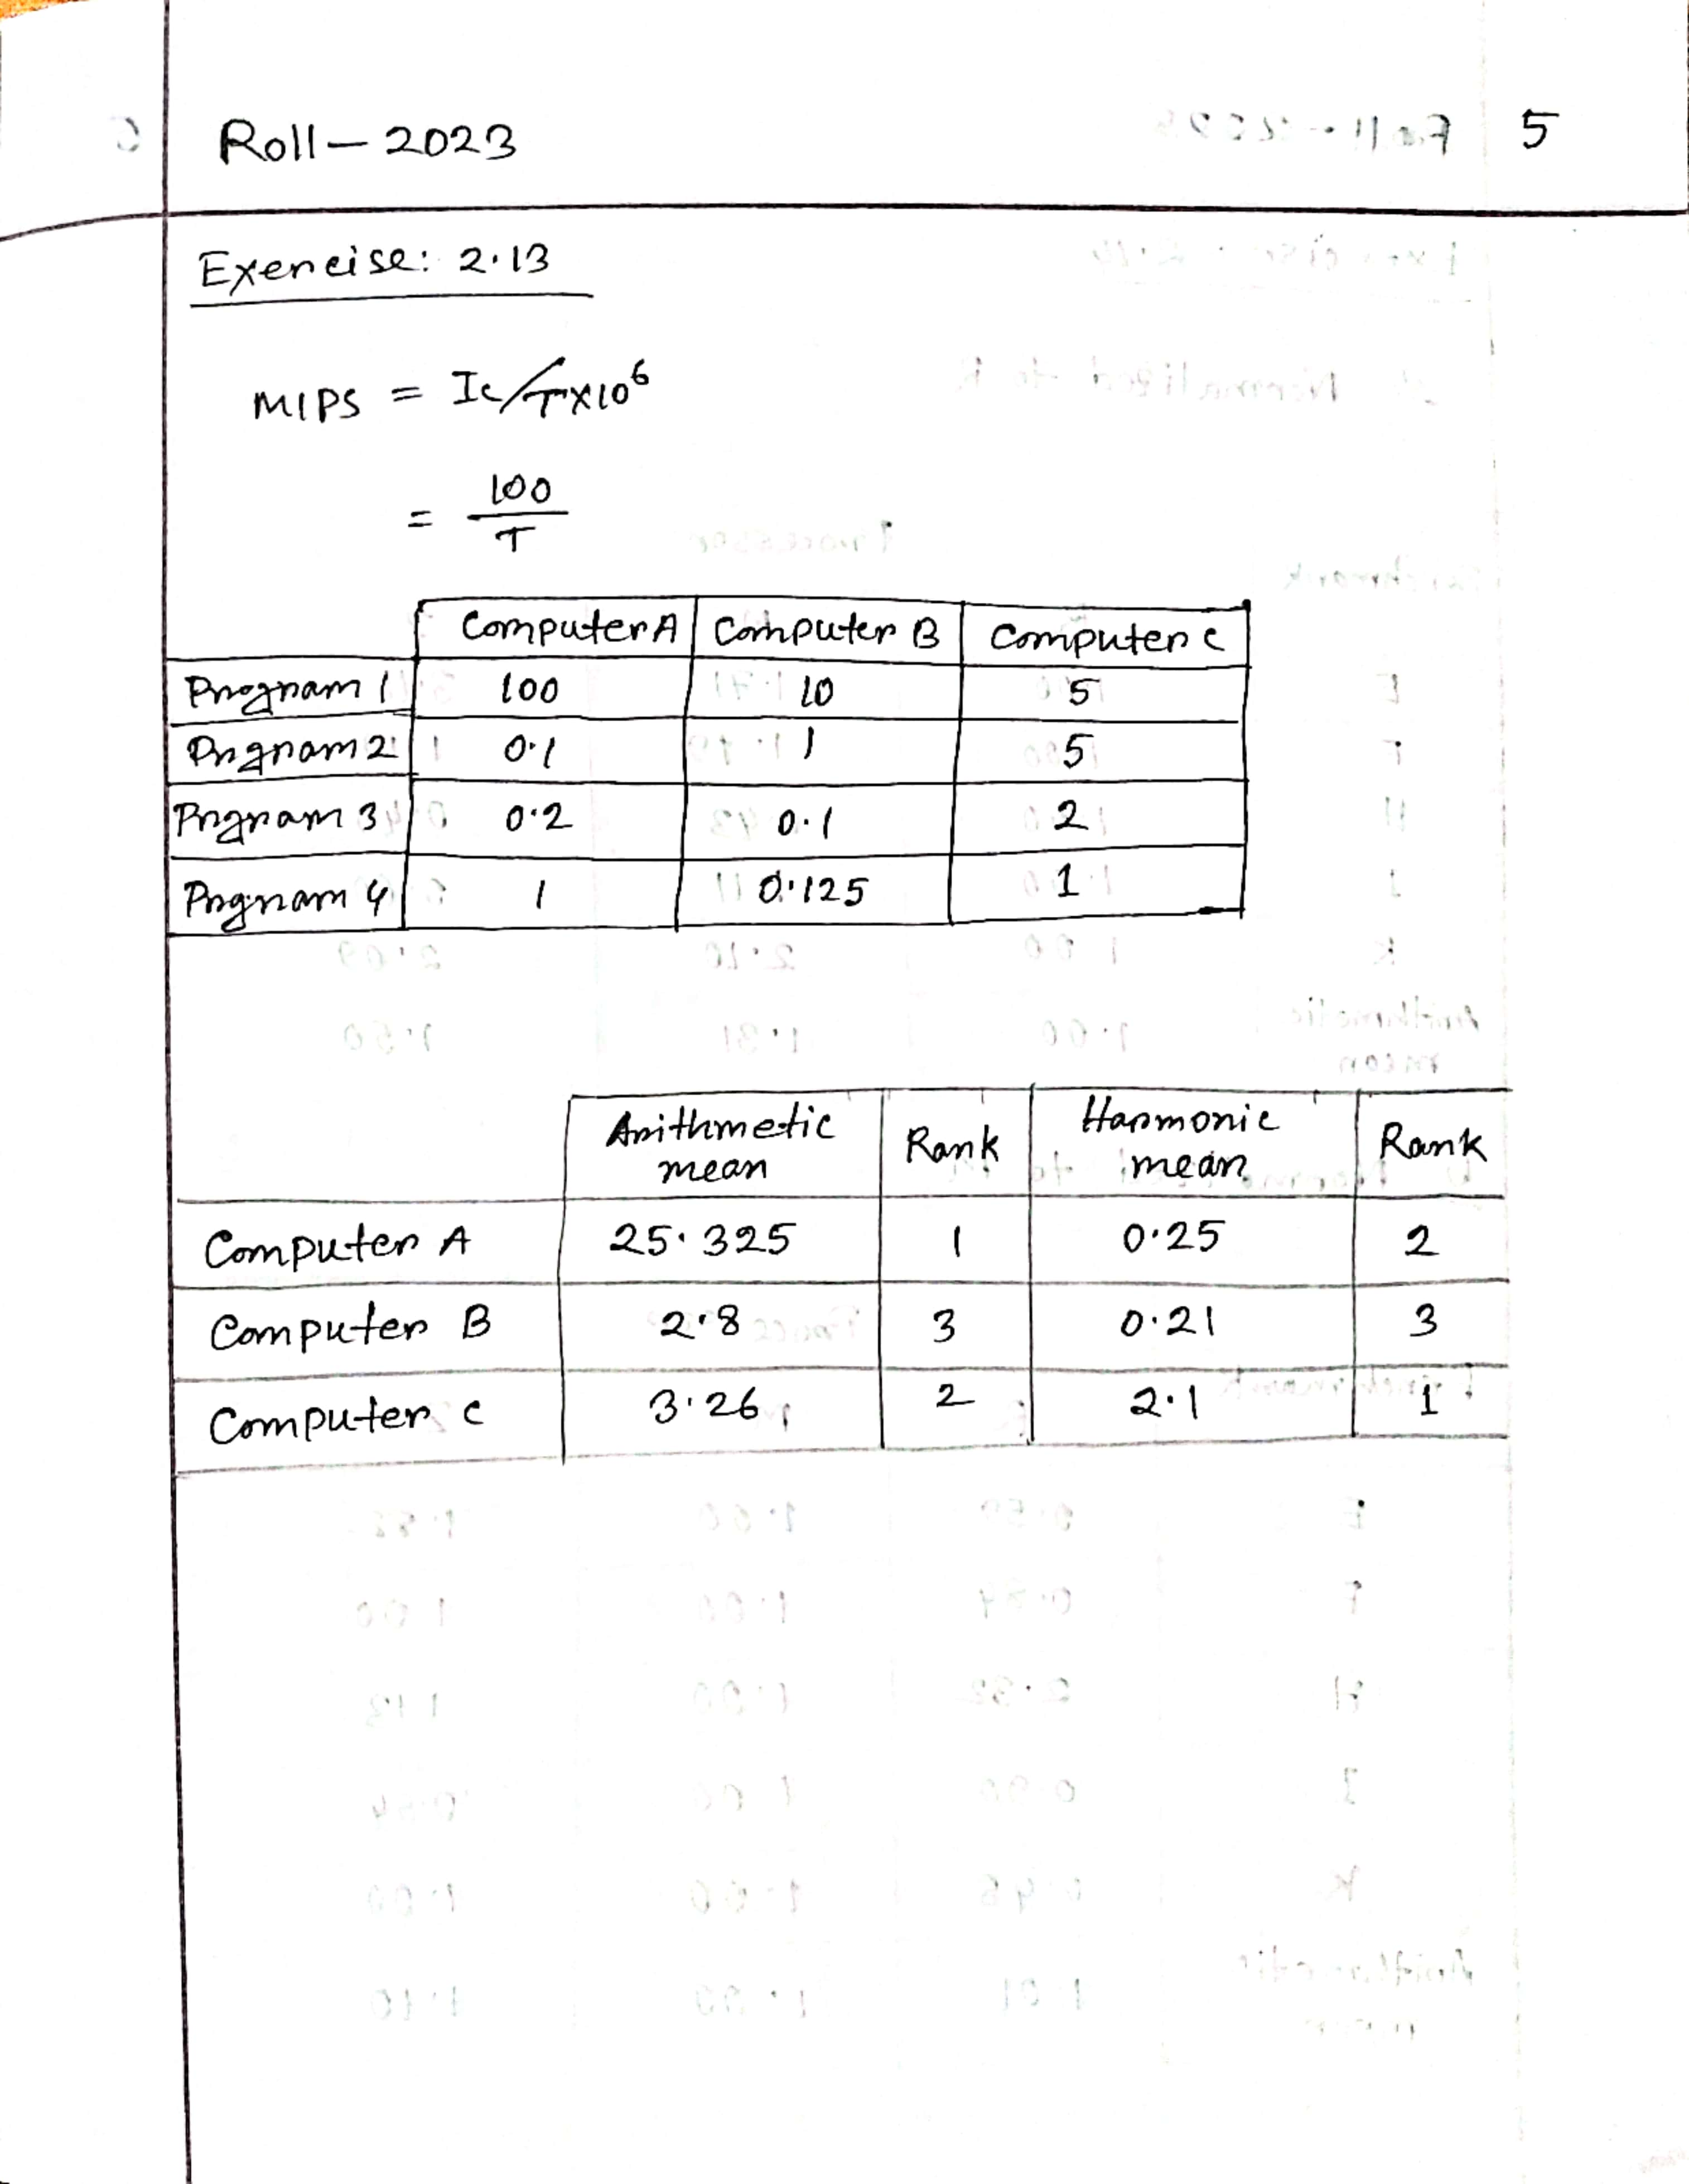 Roll - 2023
5
Exercise: 2.13
MIPS = Ic/T×10⁶
= 100/T
Computer A Computer B Computer C
Program 1 100 10 5
Prgram 2 0.1 1 5
Prgram 3 0.2 0.1 2
Prgram 4 1 0.125 1
Arithmetic mean Rank Harmonic mean Rank
Computer A 25.325 1 0.25 2
Computer B 2.8 3 0.21 3
Computer C 3.26 2 2.1 1